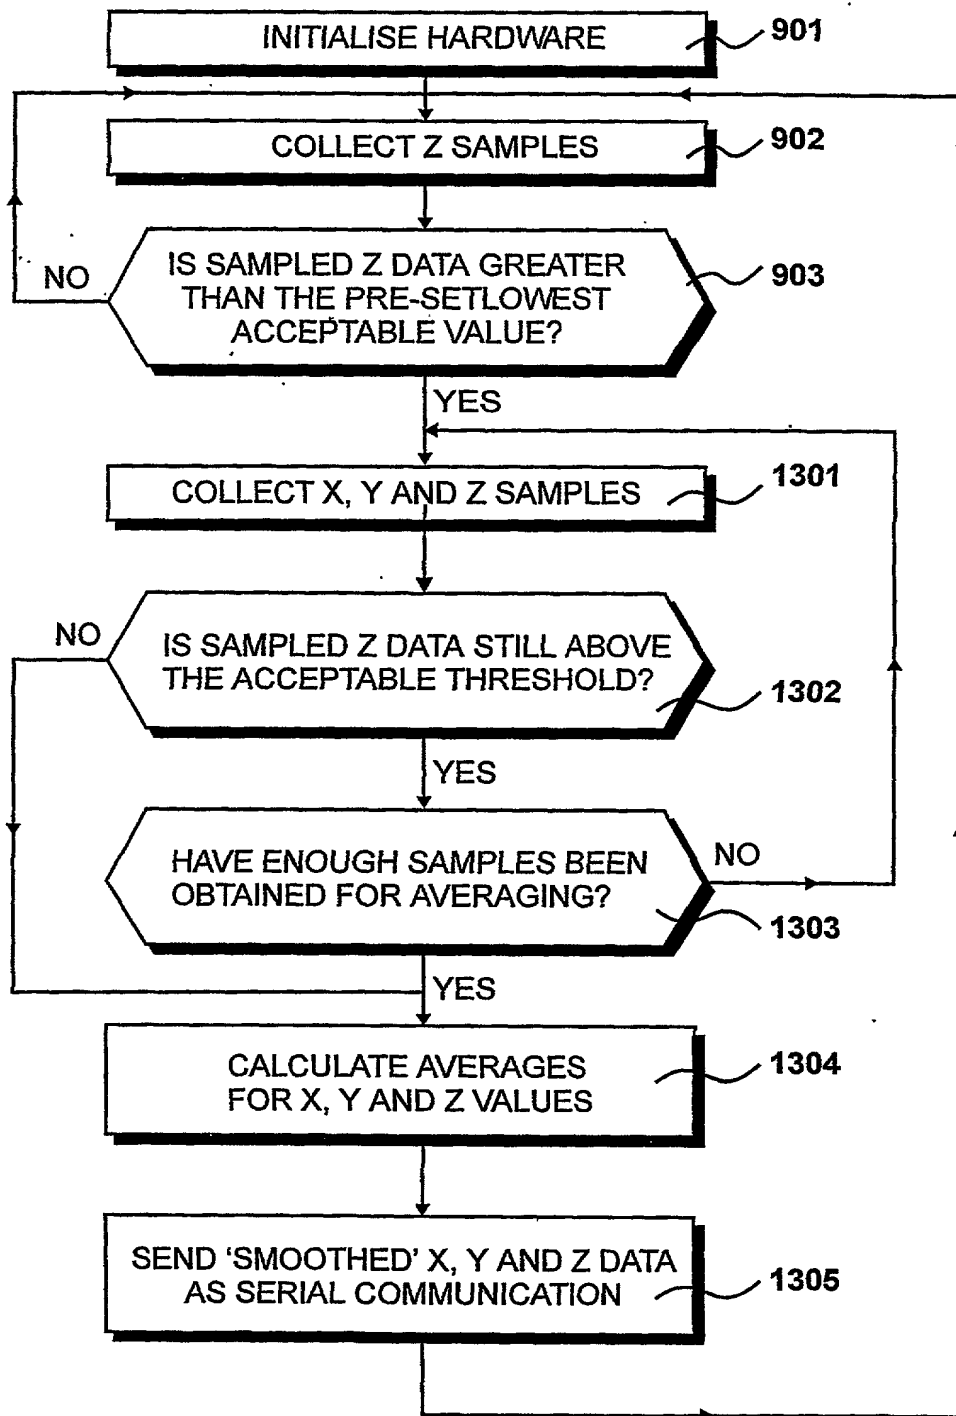 INITIALISE HARDWARE
901
COLLECT Z SAMPLES
902
IS SAMPLED Z DATA GREATER
THAN THE PRE-SETLOWEST
ACCEPTABLE VALUE?
903
NO
YES
COLLECT X, Y AND Z SAMPLES
1301
IS SAMPLED Z DATA STILL ABOVE
THE ACCEPTABLE THRESHOLD?
1302
NO
YES
HAVE ENOUGH SAMPLES BEEN
OBTAINED FOR AVERAGING?
1303
NO
YES
CALCULATE AVERAGES
FOR X, Y AND Z VALUES
1304
SEND ‘SMOOTHED’ X, Y AND Z DATA
AS SERIAL COMMUNICATION
1305